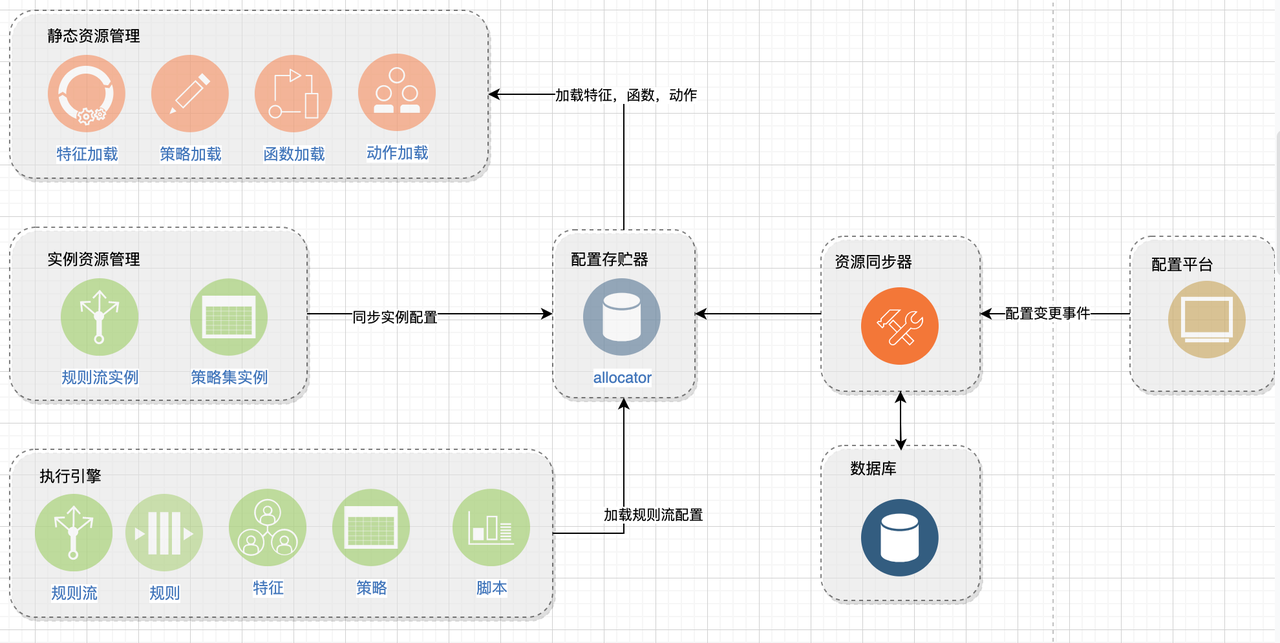 静态资源管理
特征加载
策略加载
函数加载
动作加载
加载特征，函数，动作
实例资源管理
规则流实例
策略集实例
同步实例配置
配置存贮器
allocator
资源同步器
配置变更事件
配置平台
执行引擎
规则流
规则
特征
策略
脚本
加载规则流配置
数据库